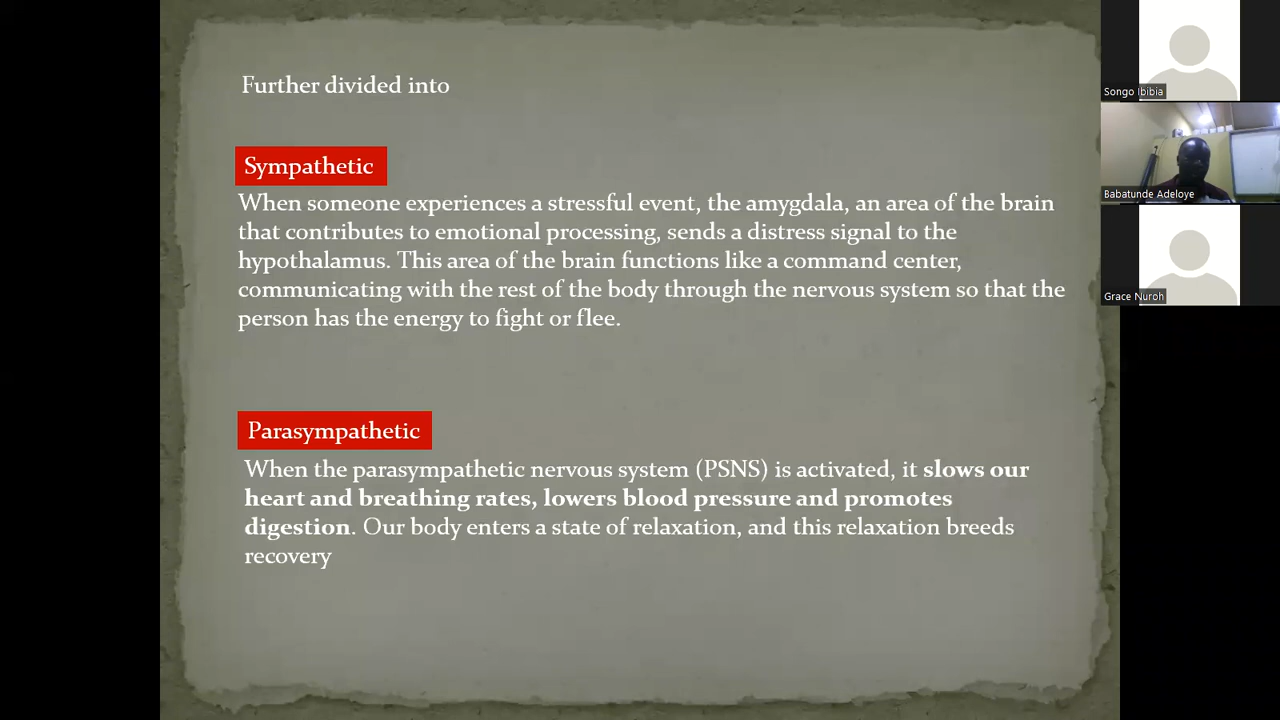 Further divided into
Sympathetic
When someone experiences a stressful event, the amygdala, an area of the brain
that contributes to emotional processing, sends a distress signal to the
hypothalamus. This area of the brain functions like a command center,
communicating with the rest of the body through the nervous system so that the
person has the energy to fight or flee.
Parasympathetic
When the parasympathetic nervous system (PSNS) is activated, it slows our
heart and breathing rates, lowers blood pressure and promotes
digestion. Our body enters a state of relaxation, and this relaxation breeds
recovery
Songo Ibibia
Babatunde Adeloye
Grace Nuroh